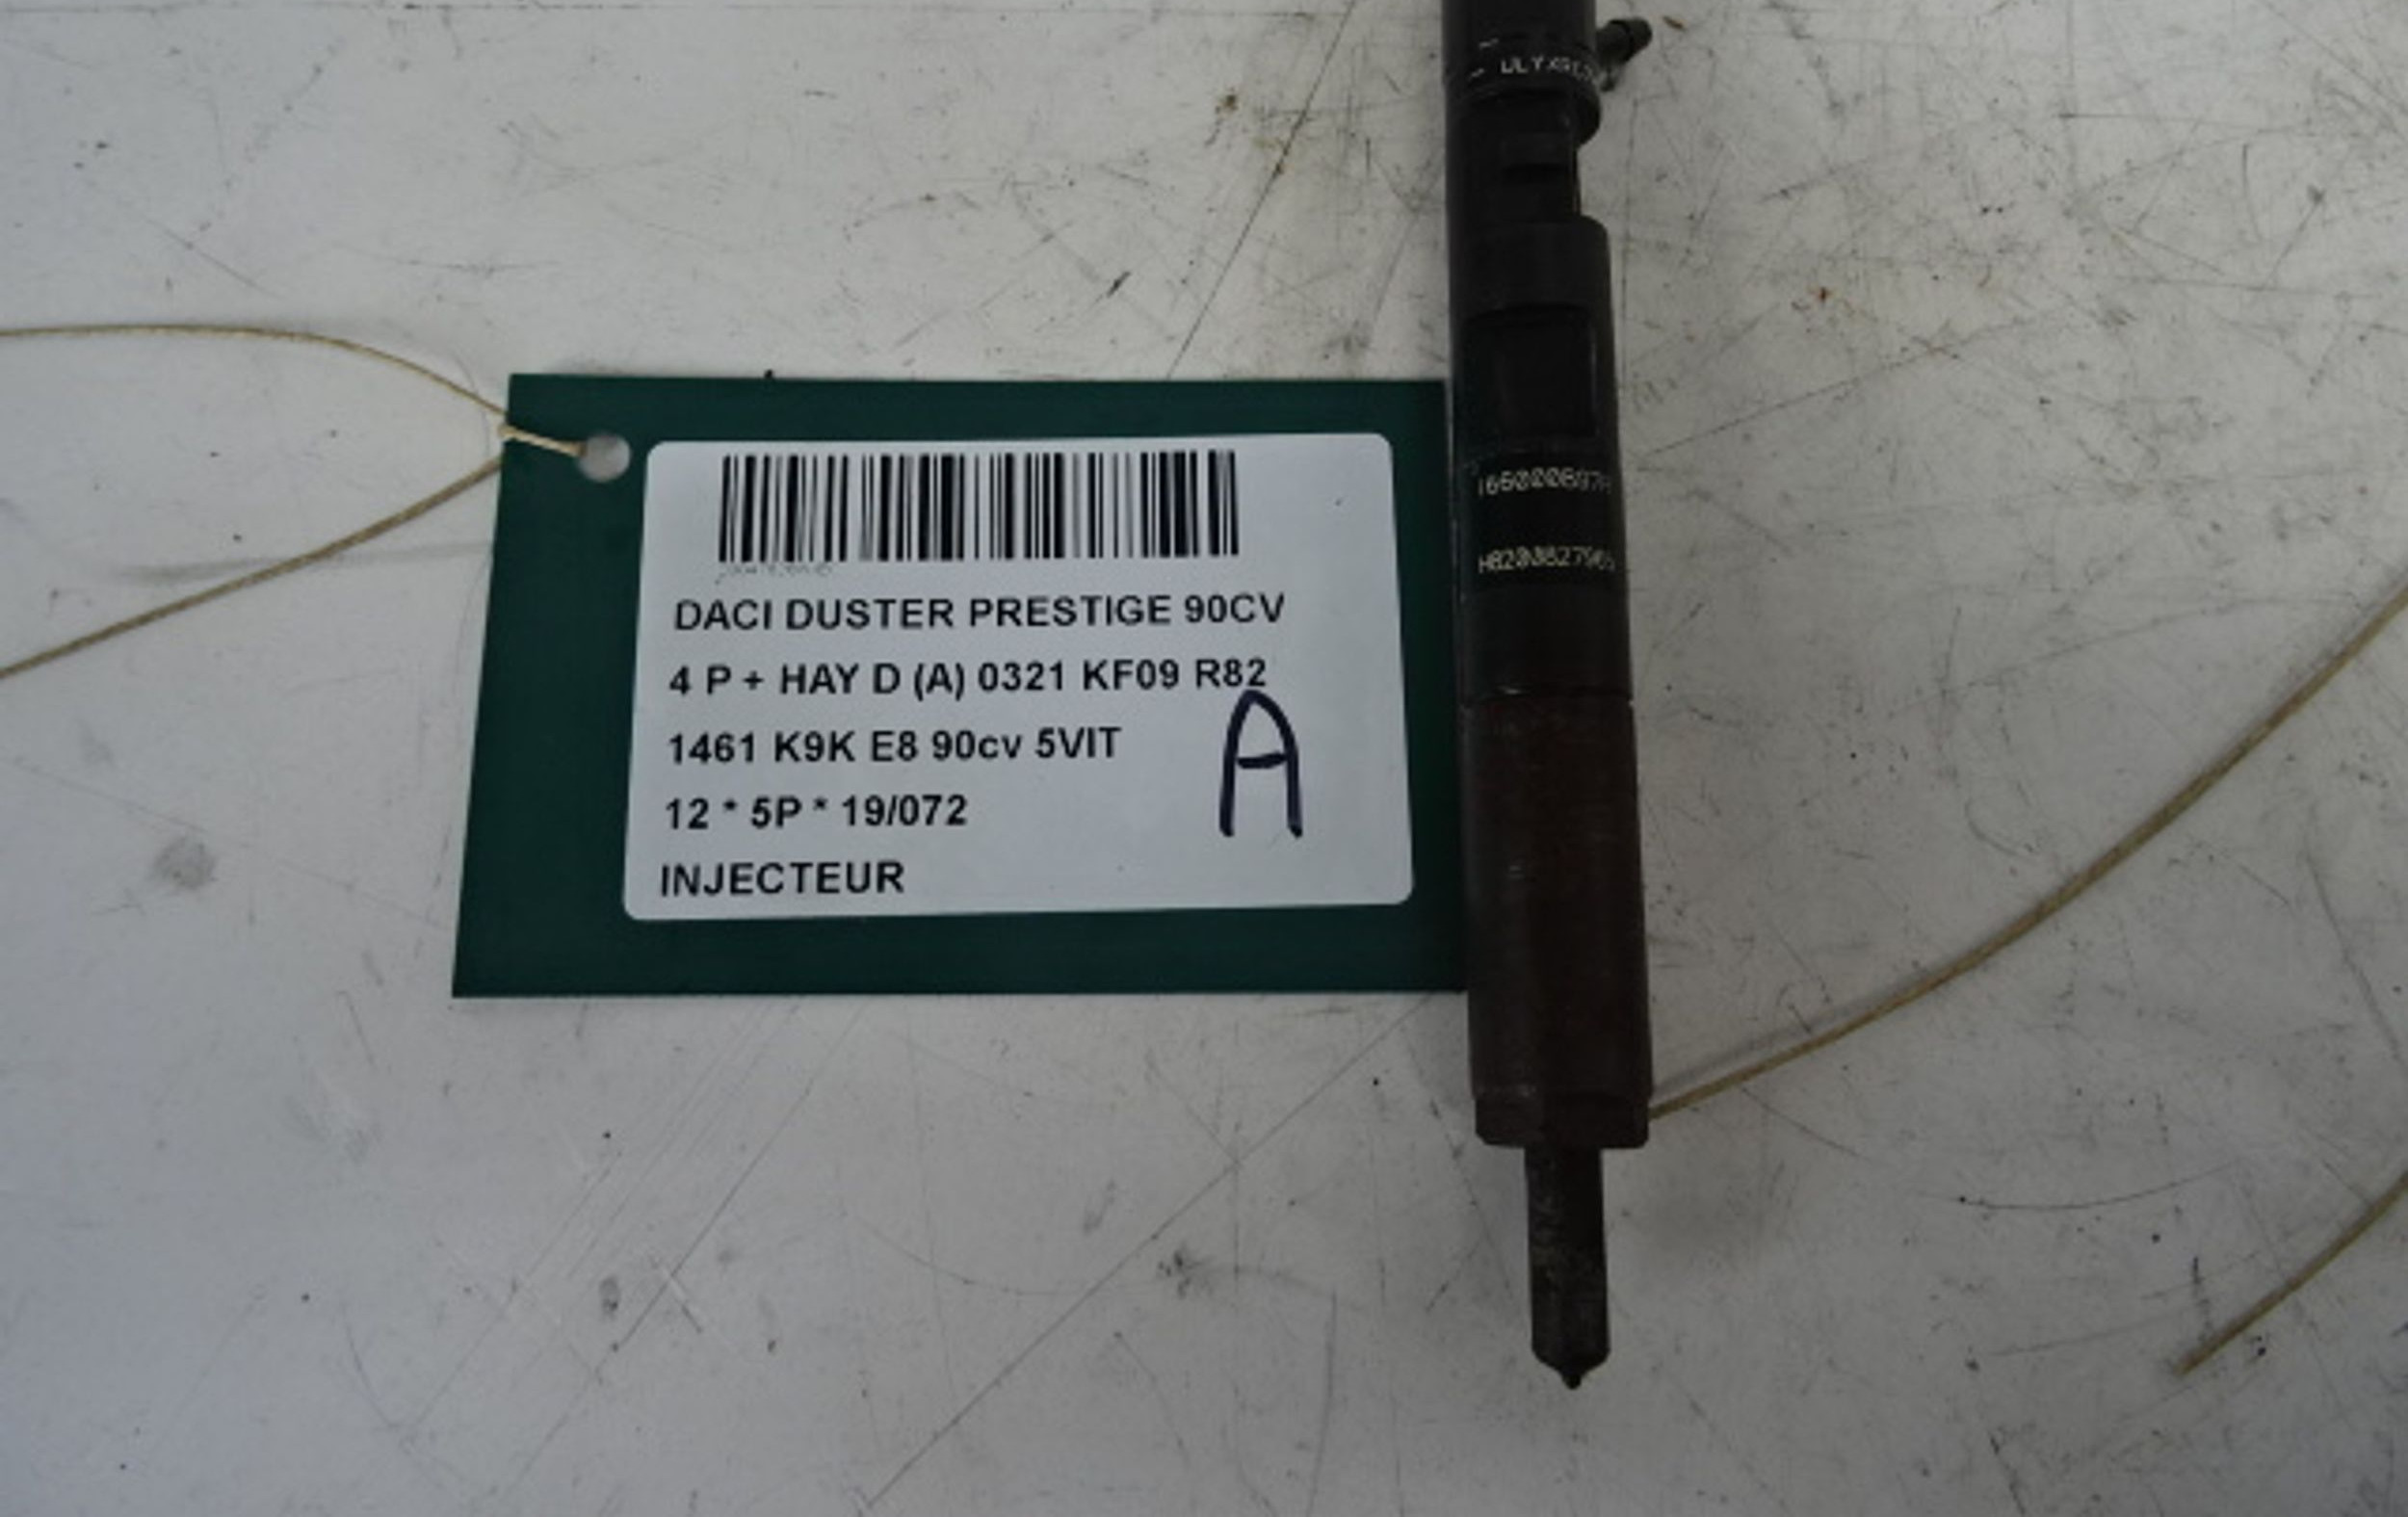 DACI DUSTER PRESTIGE 90CV
4 P + HAY D (A) 0321 KF09 R82
1461 K9K E8 90cv 5VIT
12 * 5P * 19/072
INJECTEUR
A
166000897R